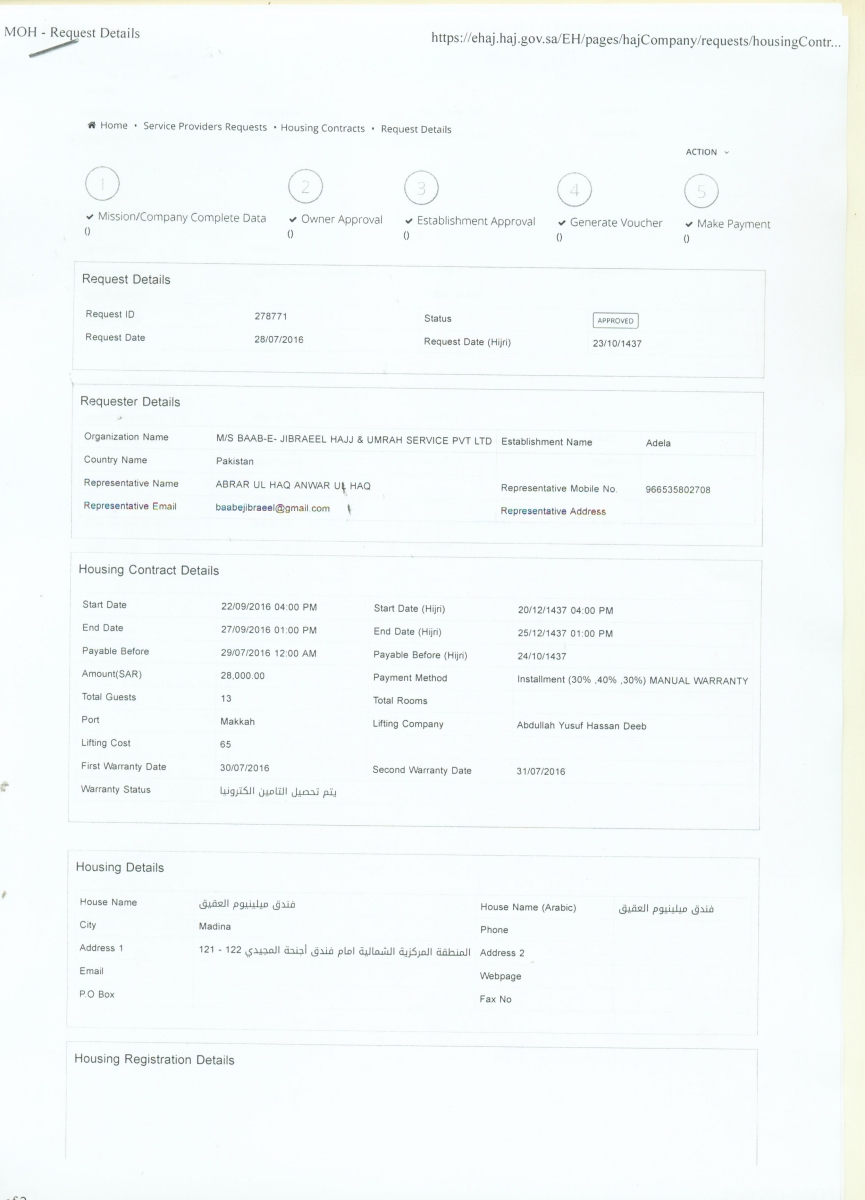 MOH - Request Details https://ehaj.haj.gov.sa/EH/pages/hajCompany/requests/housingContr...
Home • Service Providers Requests • Housing Contracts • Request Details
ACTION
1 2 3 4 5
✔ Mission/Company Complete Data ✔ Owner Approval ✔ Establishment Approval ✔ Generate Voucher ✔ Make Payment
() () () () ()
Request Details
Request ID 278771 Status APPROVED
Request Date 28/07/2016 Request Date (Hijri) 23/10/1437
Requester Details
Organization Name M/S BAAB-E- JIBRAEEL HAJJ & UMRAH SERVICE PVT LTD Establishment Name Adela
Country Name Pakistan
Representative Name ABRAR UL HAQ ANWAR UL HAQ Representative Mobile No. 966535802708
Representative Email baabejibraeel@gmail.com Representative Address
Housing Contract Details
Start Date 22/09/2016 04:00 PM Start Date (Hijri) 20/12/1437 04:00 PM
End Date 27/09/2016 01:00 PM End Date (Hijri) 25/12/1437 01:00 PM
Payable Before 29/07/2016 12:00 AM Payable Before (Hijri) 24/10/1437
Amount(SAR) 28,000.00 Payment Method Installment (30% ,40% ,30%) MANUAL WARRANTY
Total Guests 13 Total Rooms
Port Makkah Lifting Company Abdullah Yusuf Hassan Deeb
Lifting Cost 65
First Warranty Date 30/07/2016 Second Warranty Date 31/07/2016
Warranty Status يتم تحصيل التامين الكترونيا
Housing Details
House Name فندق ميلينيوم العقيق House Name (Arabic) فندق ميلينيوم العقيق
City Madina Phone
Address 1 المنطقة المركزية الشمالية امام فندق أجنحة المجيدي 122 - 121 Address 2
Email Webpage
P.O Box Fax No
Housing Registration Details